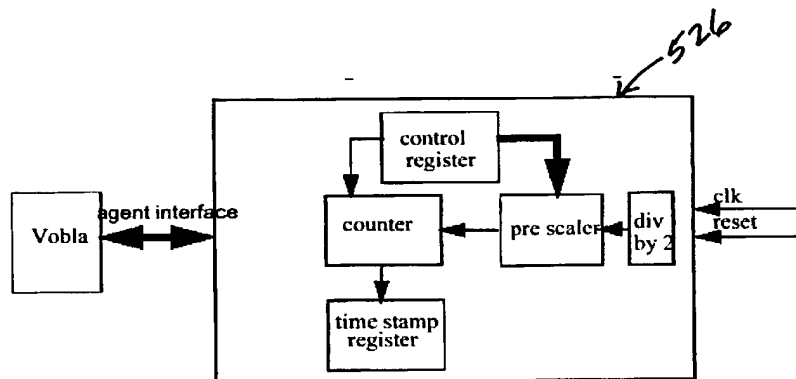 526
control
register
clk
agent interface
reset
Vobla
counter
pre scaler
div
by 2
time stamp
register